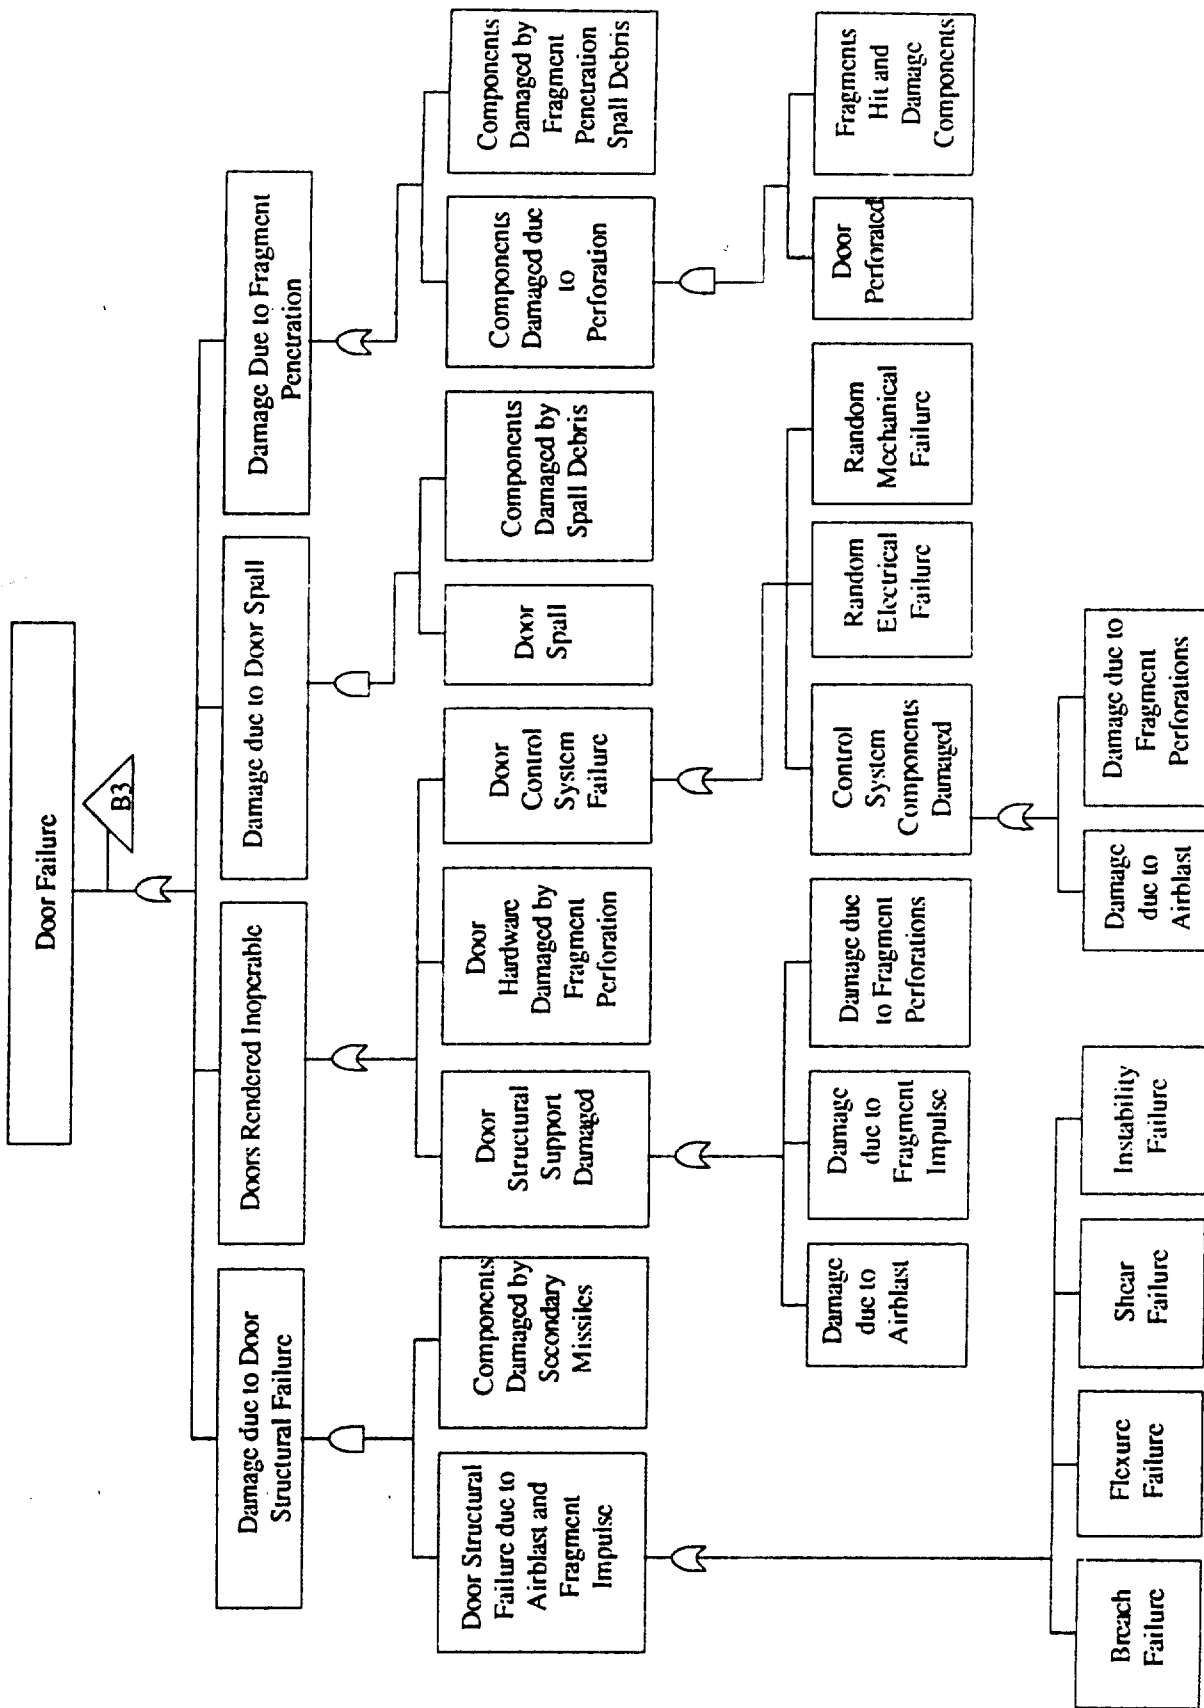 Door Failure
B3
Damage due to Door
Structural Failure
Doors Rendered Inoperable
Damage due to Door Spall
Damage Due to Fragment
Penetration
Door Structural
Failure due to
Airblast and
Fragment
Impulse
Components
Damaged by
Secondary
Missiles
Door
Structural
Support
Damaged
Door
Hardware
Damaged by
Fragment
Perforation
Door
Control
System
Failure
Door
Spall
Components
Damaged by
Spall Debris
Components
Damaged due
to
Perforation
Components
Damaged by
Fragment
Penetration
Spall Debris
Damage
due to
Airblast
Damage
due to
Fragment
Impulse
Damage due
to Fragment
Perforations
Control
System
Components
Damaged
Random
Electrical
Failure
Random
Mechanical
Failure
Door
Perforated
Fragments
Hit and
Damage
Components
Breach
Failure
Flexure
Failure
Shear
Failure
Instability
Failure
Damage
due to
Airblast
Damage due to
Fragment
Perforations